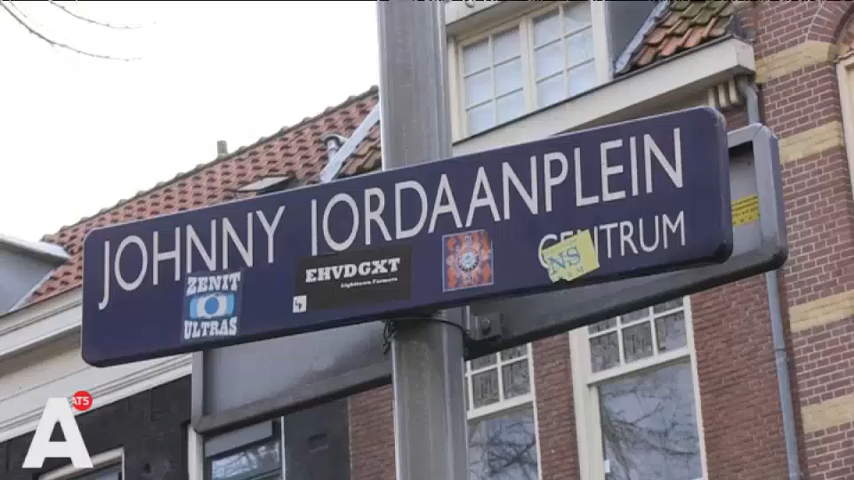 JOHNNY JORDAANPLEIN
CENTRUM
ZENIT
ULTRAS
EHVDGXT
NS
A
AT5